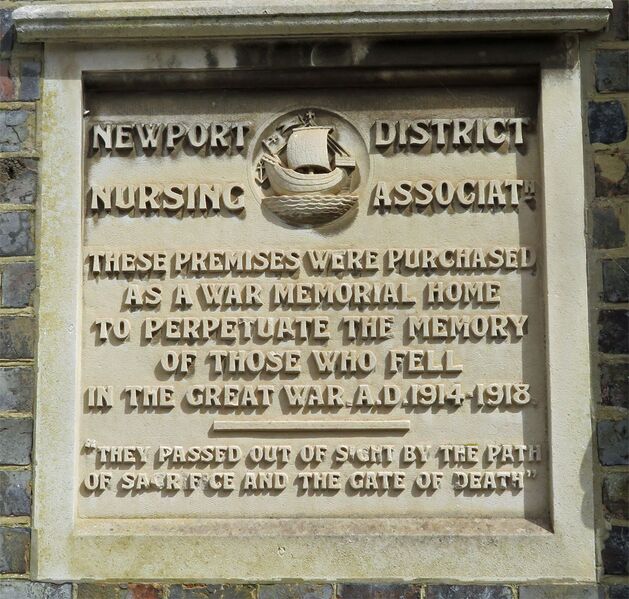 NEWPORT DISTRICT
NURSING ASSOCIATN
THESE PREMISES WERE PURCHASED
AS A WAR MEMORIAL HOME
TO PERPETUATE THE MEMORY
OF THOSE WHO FELL
IN THE GREAT WAR A.D. 1914-1918
"THEY PASSED OUT OF SIGHT BY THE PATH
OF SACRIFICE AND THE GATE OF DEATH"